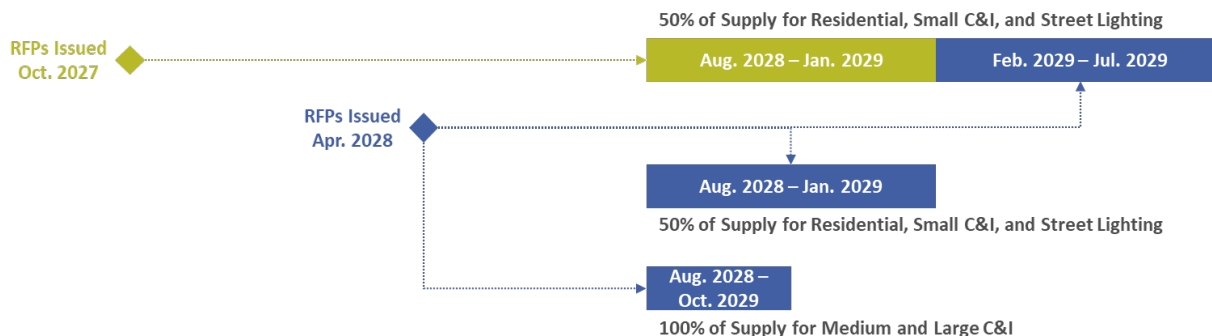 50% of Supply for Residential, Small C&I, and Street Lighting
RFPs Issued
Oct. 2027
Aug. 2028 – Jan. 2029
Feb. 2029 – Jul. 2029
RFPs Issued
Apr. 2028
Aug. 2028 – Jan. 2029
50% of Supply for Residential, Small C&I, and Street Lighting
Aug. 2028 –
Oct. 2029
100% of Supply for Medium and Large C&I